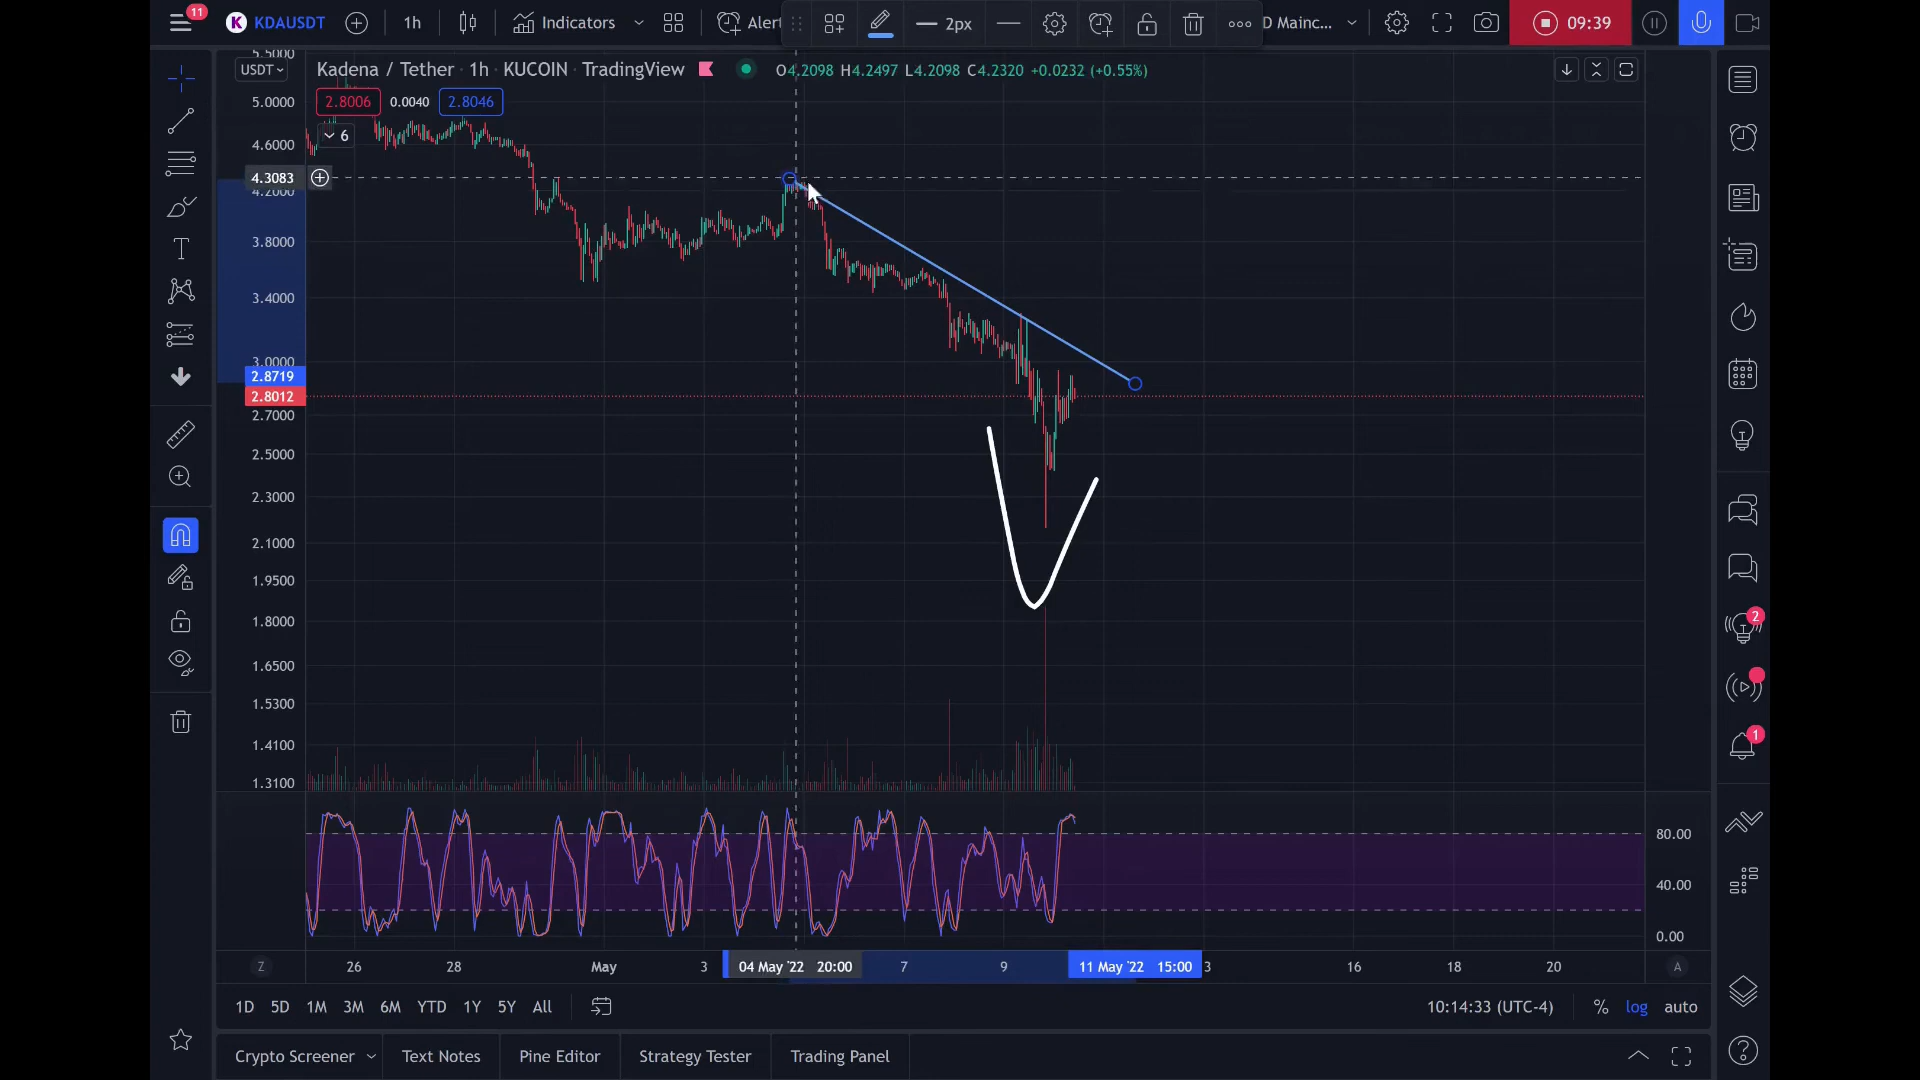 11
KDAUSDT
1h
Indicators
Alert
2px
D Mainc...
09:39
5.5000
USDT
Kadena / Tether · 1h · KUCOIN · TradingView
O4.2098 H4.2497 L4.2098 C4.2320 +0.0232 (+0.55%)
5.0000
2.8006
0.0040
2.8046
6
4.6000
4.3083
4.2000
3.8000
3.4000
3.0000
2.8719
2.8012
2.7000
2.5000
2.3000
2.1000
1.9500
1.8000
2
1.6500
1.5300
1.4100
1
1.3100
80.00
40.00
0.00
Z
26
28
May
3
04 May '22 20:00
7
9
11 May '22 15:00
3
16
18
20
A
1D 5D 1M 3M 6M YTD 1Y 5Y All
10:14:33 (UTC-4)
% log auto
Crypto Screener
Text Notes
Pine Editor
Strategy Tester
Trading Panel